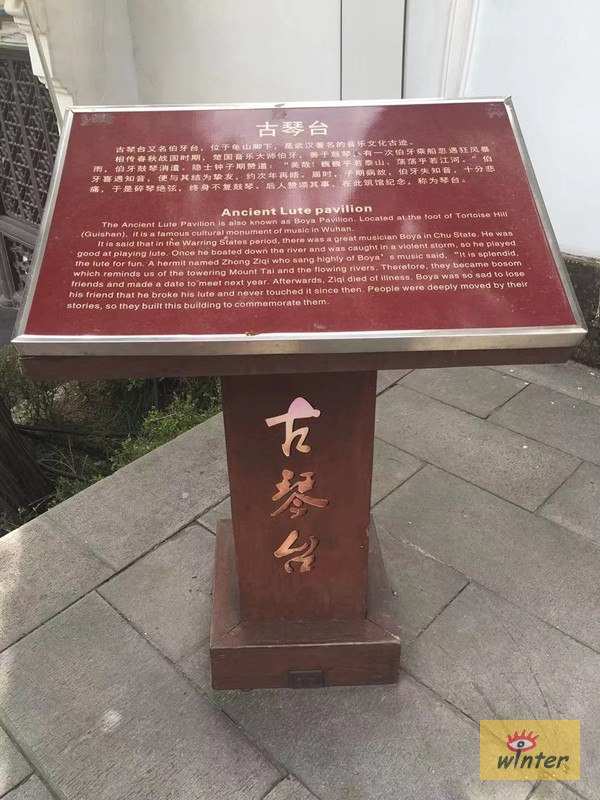 古琴台
古琴台又名伯牙台，位于龟山脚下，是武汉著名的音乐文化古迹。
相传春秋战国时期，楚国音乐大师伯牙，善于鼓琴，有一次伯牙乘船忽遇狂风暴
雨，伯牙鼓琴消遣。隐士钟子期赞道：“美哉！巍巍乎若泰山，荡荡乎若江河。”伯
牙喜遇知音，便与其结为挚友，约次年再晤。届时，子期病故，伯牙失知音，十分悲
痛，于是碎琴绝弦，终身不复鼓琴。后人赞颂其事，在此筑馆纪念，称为琴台。
Ancient Lute pavilion
The Ancient Lute Pavilion is also known as Boya Pavilion. Located at the foot of Tortoise Hill
(Guishan), it is a famous cultural monument of music in Wuhan.
It is said that in the Warring States period, there was a great musician Boya in Chu State. He was
good at playing lute. Once he boated down the river and was caught in a violent storm, so he played
the lute for fun. A hermit named Zhong Ziqi who sang highly of Boya’s music said, “It is splendid,
which reminds us of the towering Mount Tai and the flowing rivers. Therefore, they became bosom
friends and made a date to meet next year. Afterwards, Ziqi died of illness. Boya was so sad to lose
his friend that he broke his lute and never touched it since then. People were deeply moved by their
stories, so they built this building to commemorate them.
古
琴
台
winter